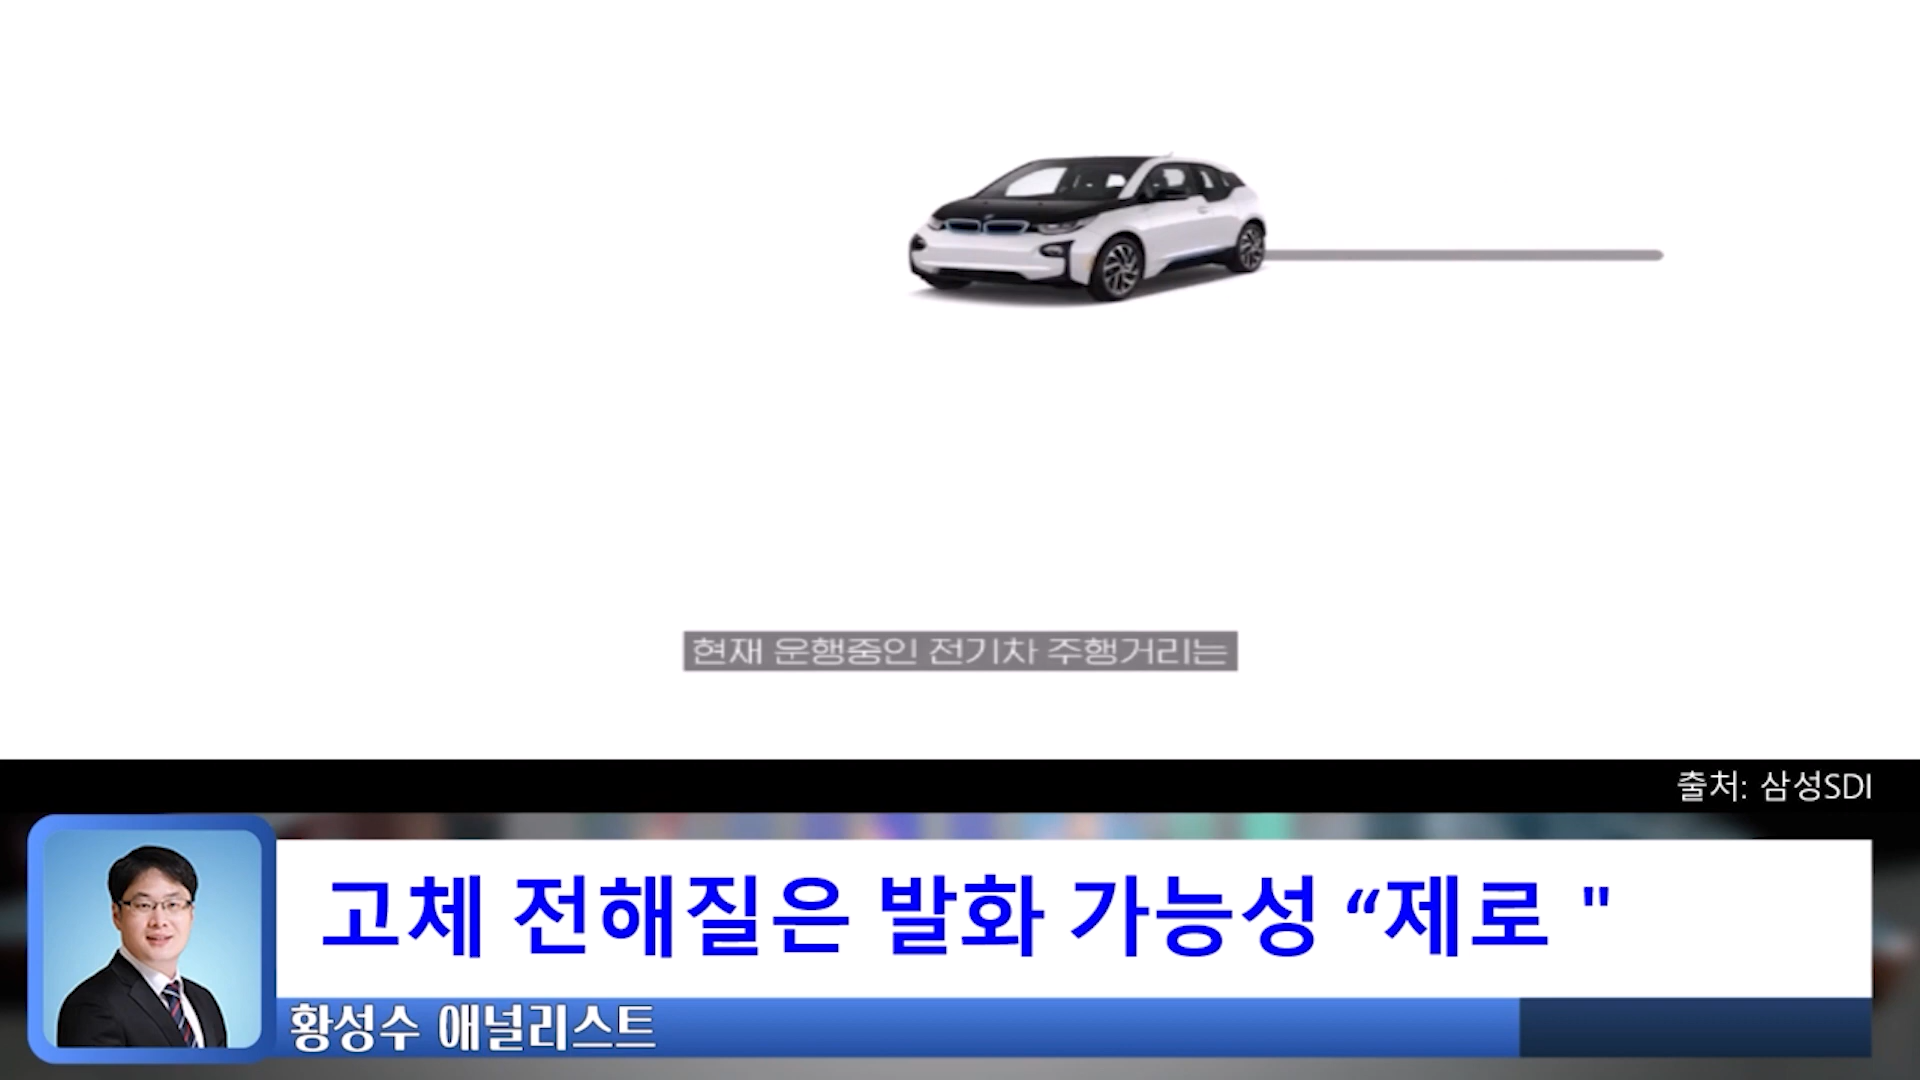 현재 운행중인 전기차 주행거리는
출처: 삼성SDI
고체 전해질은 발화 가능성 “제로 "
황성수 애널리스트